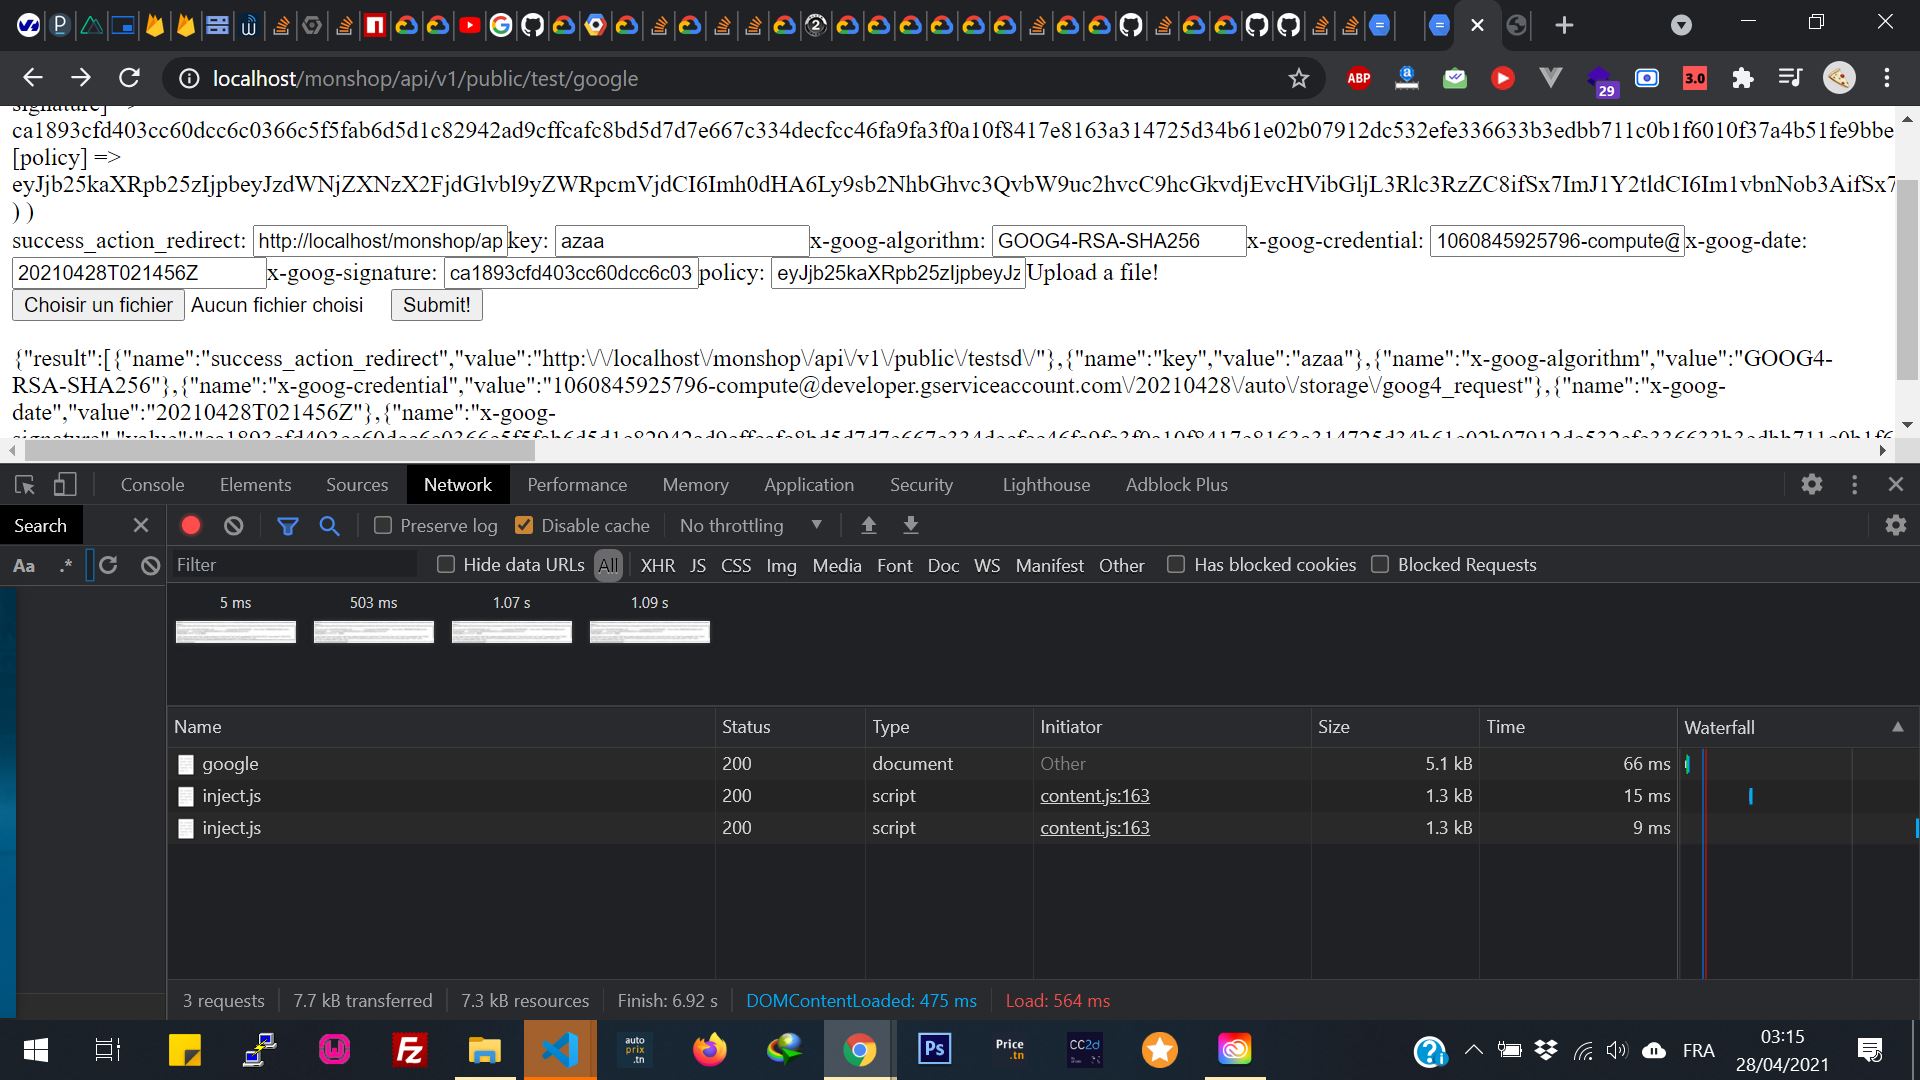 localhost/monshop/api/v1/public/test/google
ABP
a
29
3.0
signature] =>
ca1893cfd403cc60dcc6c0366c5f5fab6d5d1c82942ad9cffcafc8bd5d7d7e667c334decfcc46fa9fa3f0a10f8417e8163a314725d34b61e02b07912dc532efe336633b3edbb711c0b1f6010f37a4b51fe9bbe
[policy] =>
eyJjb25kaXRpb25zIjpbeyJzdWNjZXNzX2FjdGlvbl9yZWRpcmVjdCI6Imh0dHA6Ly9sb2NhbGhvc3QvbW9uc2hvcC9hcGkvdjEvcHVibGljL3Rlc3RzZC8ifSx7ImJ1Y2tldCI6Im1vbnNob3AifSx7
) )
success_action_redirect: http://localhost/monshop/ap key: azaa x-goog-algorithm: GOOG4-RSA-SHA256 x-goog-credential: 1060845925796-compute@ x-goog-date:
20210428T021456Z x-goog-signature: ca1893cfd403cc60dcc6c03 policy: eyJjb25kaXRpb25zIjpbeyJz Upload a file!
Choisir un fichier Aucun fichier choisi Submit!
{"result":[{"name":"success_action_redirect","value":"http:\/\/localhost\/monshop\/api\/v1\/public\/testsd\/"},{"name":"key","value":"azaa"},{"name":"x-goog-algorithm","value":"GOOG4-
RSA-SHA256"},{"name":"x-goog-credential","value":"1060845925796-compute@developer.gserviceaccount.com\/20210428\/auto\/storage\/goog4_request"},{"name":"x-goog-
date","value":"20210428T021456Z"},{"name":"x-goog-
Console Elements Sources Network Performance Memory Application Security Lighthouse Adblock Plus
Search Preserve log Disable cache No throttling
Aa .* Filter Hide data URLs All XHR JS CSS Img Media Font Doc WS Manifest Other Has blocked cookies Blocked Requests
5 ms 503 ms 1.07 s 1.09 s
Name Status Type Initiator Size Time Waterfall
google 200 document Other 5.1 kB 66 ms
inject.js 200 script content.js:163 1.3 kB 15 ms
inject.js 200 script content.js:163 1.3 kB 9 ms
3 requests 7.7 kB transferred 7.3 kB resources Finish: 6.92 s DOMContentLoaded: 475 ms Load: 564 ms
auto prix .tn
Ps
Price .tn
CC2d
FRA
03:15
28/04/2021